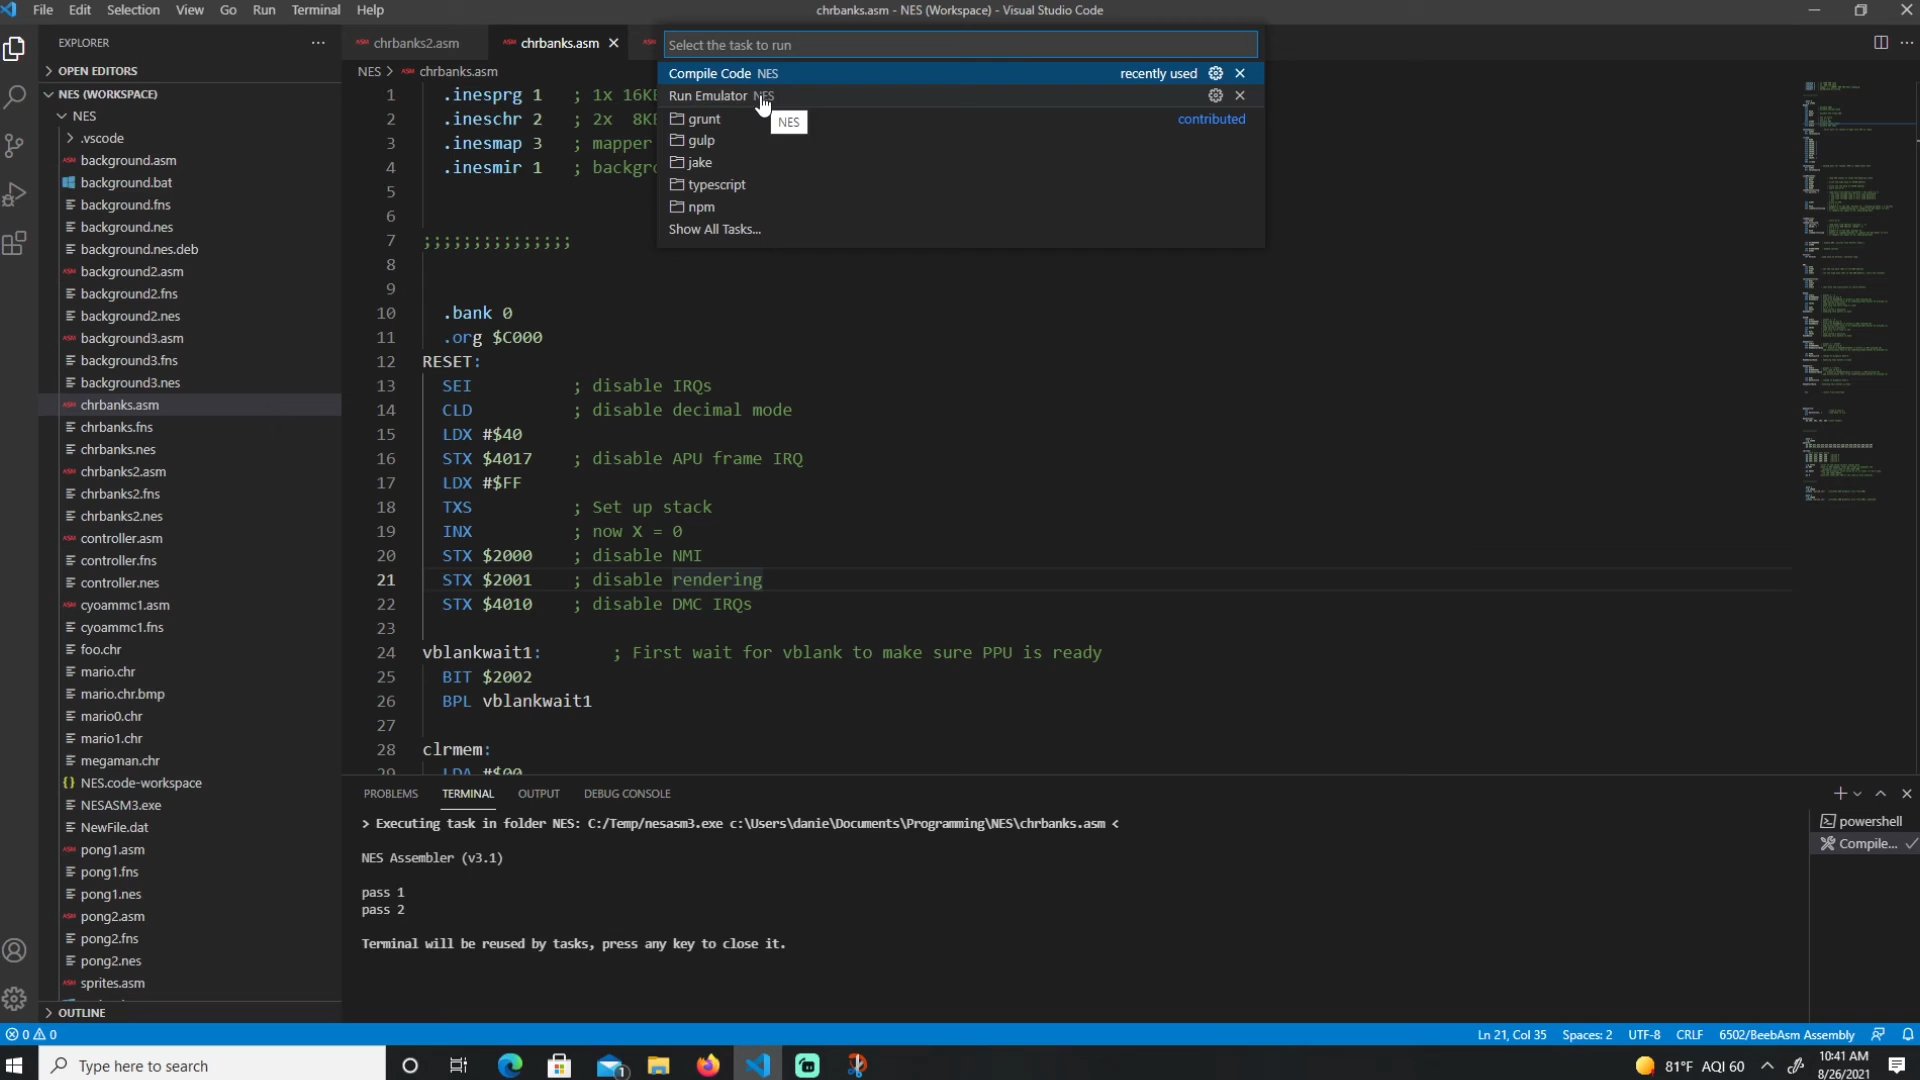 File Edit Selection View Go Run Terminal Help
chrbanks.asm - NES (Workspace) - Visual Studio Code
EXPLORER
OPEN EDITORS
NES (WORKSPACE)
NES
.vscode
background.asm
background.bat
background.fns
background.nes
background.nes.deb
background2.asm
background2.fns
background2.nes
background3.asm
background3.fns
background3.nes
chrbanks.asm
chrbanks.fns
chrbanks.nes
chrbanks2.asm
chrbanks2.fns
chrbanks2.nes
controller.asm
controller.fns
controller.nes
cyoammc1.asm
cyoammc1.fns
foo.chr
mario.chr
mario.chr.bmp
mario0.chr
mario1.chr
megaman.chr
NES.code-workspace
NESASM3.exe
NewFile.dat
pong1.asm
pong1.fns
pong1.nes
pong2.asm
pong2.fns
pong2.nes
sprites.asm
OUTLINE
chrbanks2.asm chrbanks.asm
NES > chrbanks.asm
Select the task to run
Compile Code NES recently used
Run Emulator NES
NES
grunt contributed
gulp
jake
typescript
npm
Show All Tasks...
1 .inesprg 1 ; 1x 16KB
2 .ineschr 2 ; 2x 8KB
3 .inesmap 3 ; mapper
4 .inesmir 1 ; backgro
5
6
7 ;;;;;;;;;;;;;;;
8
9
10 .bank 0
11 .org $C000
12 RESET:
13 SEI ; disable IRQs
14 CLD ; disable decimal mode
15 LDX #$40
16 STX $4017 ; disable APU frame IRQ
17 LDX #$FF
18 TXS ; Set up stack
19 INX ; now X = 0
20 STX $2000 ; disable NMI
21 STX $2001 ; disable rendering
22 STX $4010 ; disable DMC IRQs
23
24 vblankwait1: ; First wait for vblank to make sure PPU is ready
25 BIT $2002
26 BPL vblankwait1
27
28 clrmem:
29 LDA #$00
PROBLEMS TERMINAL OUTPUT DEBUG CONSOLE
> Executing task in folder NES: C:/Temp/nesasm3.exe c:\Users\danie\Documents\Programming\NES\chrbanks.asm <
NES Assembler (v3.1)
pass 1
pass 2
Terminal will be reused by tasks, press any key to close it.
powershell
Compile...
0 0
Ln 21, Col 35 Spaces: 2 UTF-8 CRLF 6502/BeebAsm Assembly
Type here to search
1
81°F AQI 60
10:41 AM
8/26/2021